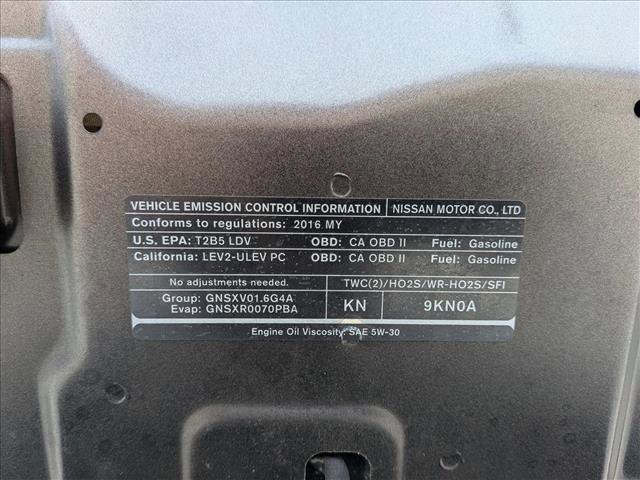 VEHICLE EMISSION CONTROL INFORMATION NISSAN MOTOR CO., LTD
Conforms to regulations: 2016 MY
U.S. EPA: T2B5 LDV OBD: CA OBD II Fuel: Gasoline
California: LEV2-ULEV PC OBD: CA OBD II Fuel: Gasoline
No adjustments needed. TWC(2)/HO2S/WR-HO2S/SFI
Group: GNSXV01.6G4A KN 9KN0A
Evap: GNSXR0070PBA
Engine Oil Viscosity: SAE 5W-30